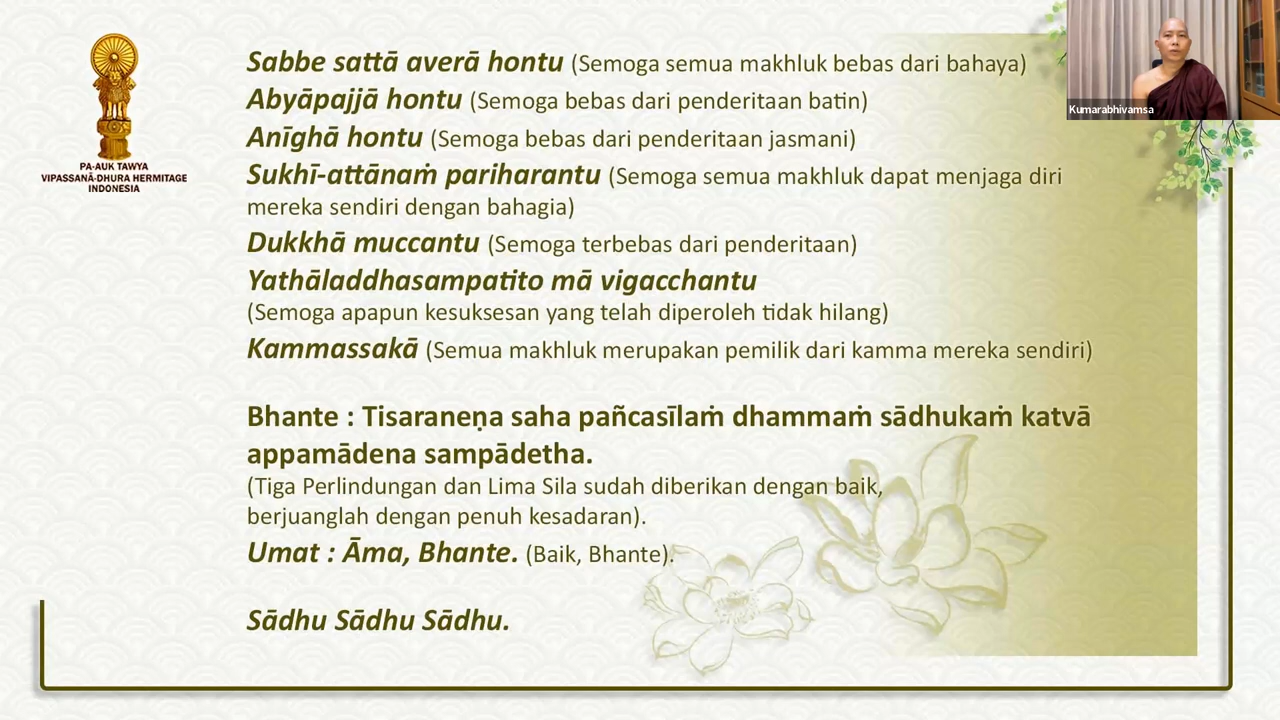 PA-AUK TAWYA
VIPASSANĀ-DHURA HERMITAGE
INDONESIA
Kumarabhivamsa
Sabbe sattā averā hontu (Semoga semua makhluk bebas dari bahaya)
Abyāpajjā hontu (Semoga bebas dari penderitaan batin)
Anīghā hontu (Semoga bebas dari penderitaan jasmani)
Sukhī-attānaṁ pariharantu (Semoga semua makhluk dapat menjaga diri
mereka sendiri dengan bahagia)
Dukkhā muccantu (Semoga terbebas dari penderitaan)
Yathāladdhasampatito mā vigacchantu
(Semoga apapun kesuksesan yang telah diperoleh tidak hilang)
Kammassakā (Semua makhluk merupakan pemilik dari kamma mereka sendiri)
Bhante : Tisaraneṇa saha pañcasīlaṁ dhammaṁ sādhukaṁ katvā
appamādena sampādetha.
(Tiga Perlindungan dan Lima Sila sudah diberikan dengan baik,
berjuanglah dengan penuh kesadaran).
Umat : Āma, Bhante. (Baik, Bhante).
Sādhu Sādhu Sādhu.